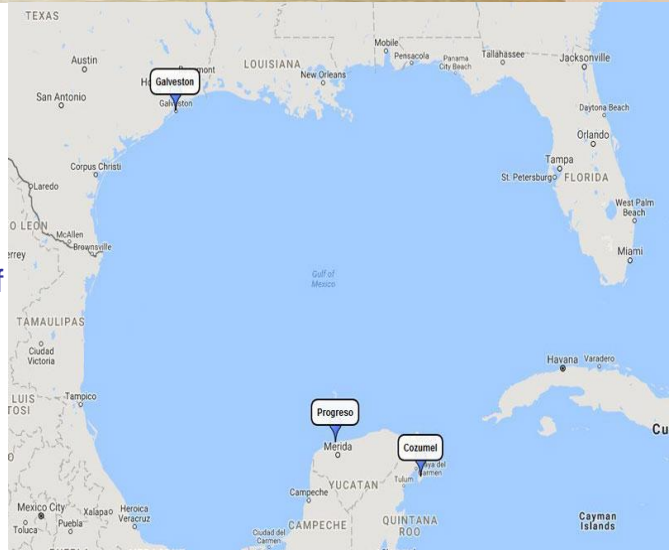 TEXAS
Austin
San Antonio
Galveston
Galveston
LOUISIANA
New Orleans
Mobile
Pensacola
Panama
City Beach
Tallahassee
Jacksonville
Daytona Beach
Orlando
Tampa
St. Petersburg
FLORIDA
West Palm
Beach
Miami
Corpus Christi
Laredo
McAllen
Brownsville
O LEON
errey
f
Gulf of
Mexico
TAMAULIPAS
Ciudad
Victoria
LUIS
TOSI
Tampico
Havana
Varadero
Cu
Progreso
Merida
Cozumel
Tulum
YUCATAN
Campeche
CAMPECHE
QUINTANA
ROO
Ciudad del
Carmen
Mexico City
Toluca
Puebla
Xalapa
Heroica
Veracruz
Cayman
Islands